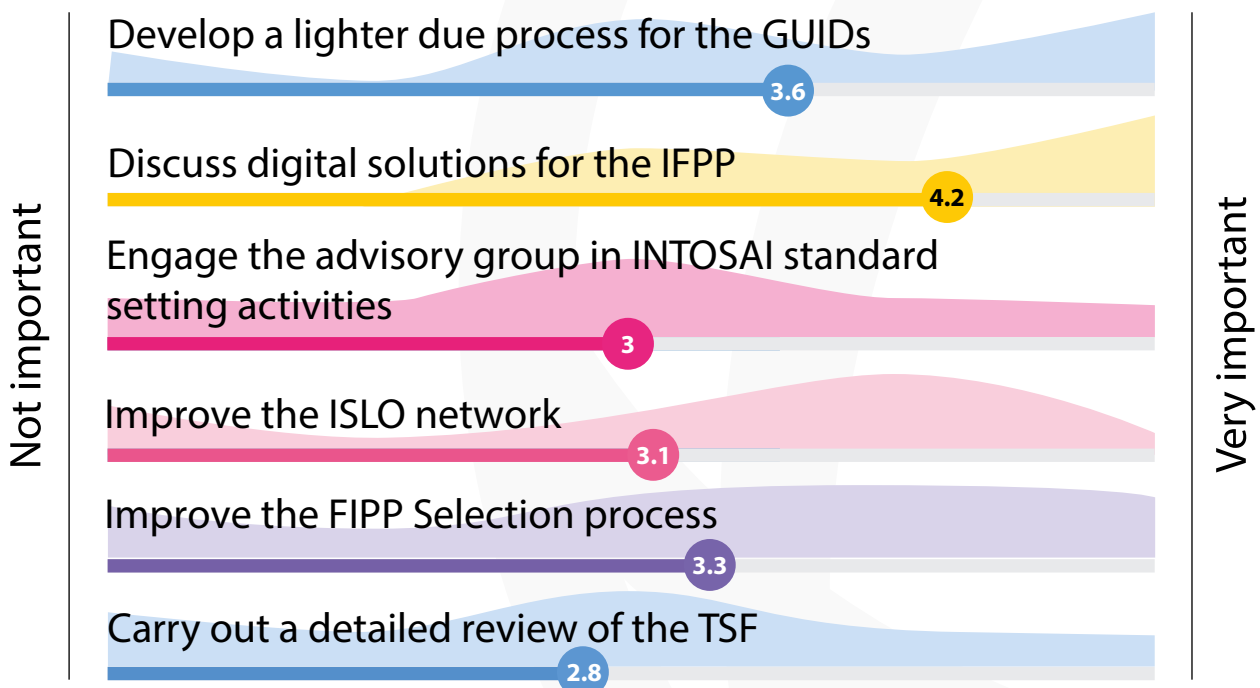 Develop a lighter due process for the GUIDs
3.6
Discuss digital solutions for the IFPP
4.2
Engage the advisory group in INTOSAI standard
setting activities
3
Improve the ISLO network
3.1
Improve the FIPP Selection process
3.3
Carry out a detailed review of the TSF
2.8
Not important
Very important